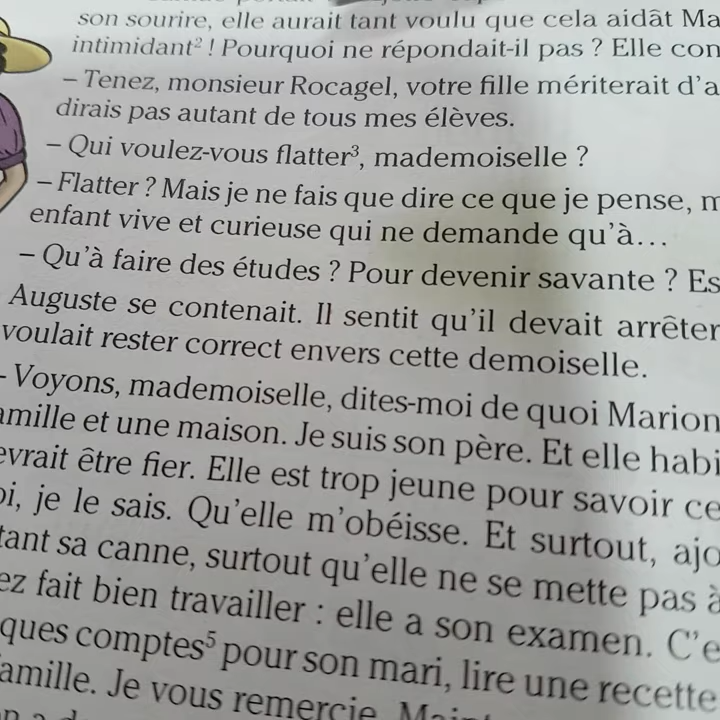 son sourire, elle aurait tant voulu que cela aidât Ma
intimidant² ! Pourquoi ne répondait-il pas ? Elle con
– Tenez, monsieur Rocagel, votre fille mériterait d'a
dirais pas autant de tous mes élèves.
– Qui voulez-vous flatter³, mademoiselle ?
– Flatter ? Mais je ne fais que dire ce que je pense, m
enfant vive et curieuse qui ne demande qu'à...
– Qu'à faire des études ? Pour devenir savante ? Es
Auguste se contenait. Il sentit qu'il devait arrêter
voulait rester correct envers cette demoiselle.
– Voyons, mademoiselle, dites-moi de quoi Marion
amille et une maison. Je suis son père. Et elle habi
evrait être fier. Elle est trop jeune pour savoir ce
oi, je le sais. Qu'elle m'obéisse. Et surtout, ajo
tant sa canne, surtout qu'elle ne se mette pas à
ez fait bien travailler : elle a son examen. C'e
ques comptes⁵ pour son mari, lire une recette
amille. Je vous remercie. Maint